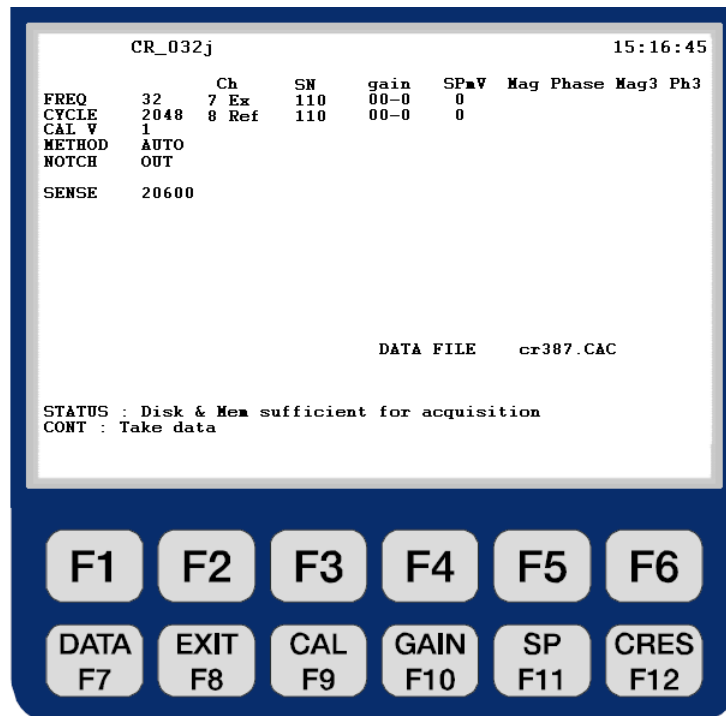 CR_032j 15:16:45
Ch SN gain SPmV Mag Phase Mag3 Ph3
FREQ 32 7 Ex 110 00-0 0
CYCLE 2048 8 Ref 110 00-0 0
CAL V 1
METHOD AUTO
NOTCH OUT
SENSE 20600
DATA FILE cr387.CAC
STATUS : Disk & Mem sufficient for acquisition
CONT : Take data
F1 F2 F3 F4 F5 F6
DATA EXIT CAL GAIN SP CRES
F7 F8 F9 F10 F11 F12